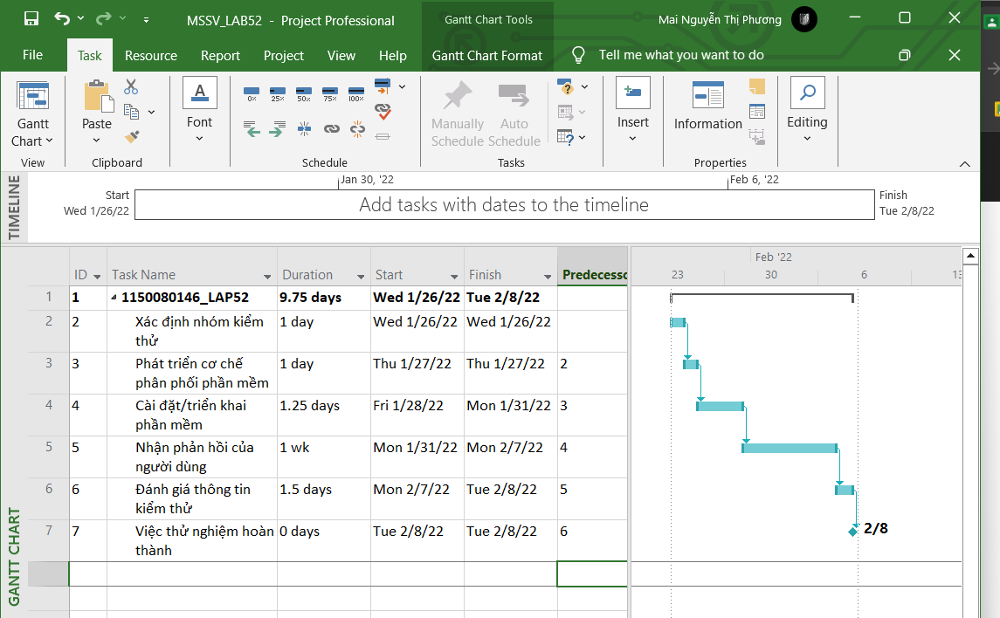 MSSV_LAB52 - Project Professional
Gantt Chart Tools
Mai Nguyễn Thị Phương
File Task Resource Report Project View Help Gantt Chart Format Tell me what you want to do
Gantt
Chart
View
Paste
Clipboard
Font
0% 25% 50% 75% 100%
Schedule
Manually
Schedule
Auto
Schedule
Tasks
Insert
Information
Properties
Editing
TIMELINE
Jan 30, '22 Feb 6, '22
Start
Wed 1/26/22
Add tasks with dates to the timeline
Finish
Tue 2/8/22
GANTT CHART
ID Task Name Duration Start Finish Predecesso
Feb '22
23 30 6 13
1 1 1150080146_LAP52 9.75 days Wed 1/26/22 Tue 2/8/22
2 2 Xác định nhóm kiểm 1 day Wed 1/26/22 Wed 1/26/22
thử
3 3 Phát triển cơ chế 1 day Thu 1/27/22 Thu 1/27/22 2
phân phối phần mềm
4 4 Cài đặt/triển khai 1.25 days Fri 1/28/22 Mon 1/31/22 3
phần mềm
5 5 Nhận phản hồi của 1 wk Mon 1/31/22 Mon 2/7/22 4
người dùng
6 6 Đánh giá thông tin 1.5 days Mon 2/7/22 Tue 2/8/22 5
kiểm thử
7 7 Việc thử nghiệm hoàn 0 days Tue 2/8/22 Tue 2/8/22 6
thành
2/8